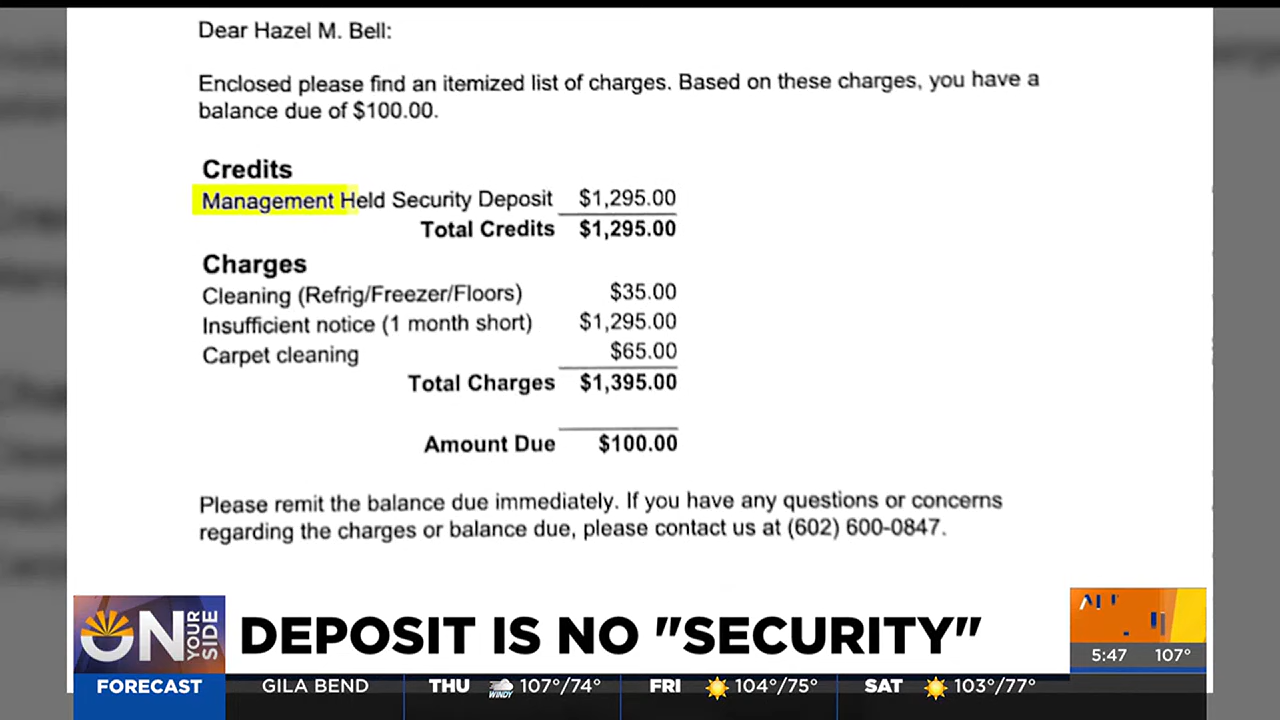 Dear Hazel M. Bell:
Enclosed please find an itemized list of charges. Based on these charges, you have a
balance due of $100.00.
Credits
Management Held Security Deposit $1,295.00
Total Credits $1,295.00
Charges
Cleaning (Refrig/Freezer/Floors) $35.00
Insufficient notice (1 month short) $1,295.00
Carpet cleaning $65.00
Total Charges $1,395.00
Amount Due $100.00
Please remit the balance due immediately. If you have any questions or concerns
regarding the charges or balance due, please contact us at (602) 600-0847.
ON YOUR SIDE
DEPOSIT IS NO "SECURITY"
5:47 107°
FORECAST GILA BEND THU WINDY 107°/74° FRI 104°/75° SAT 103°/77°